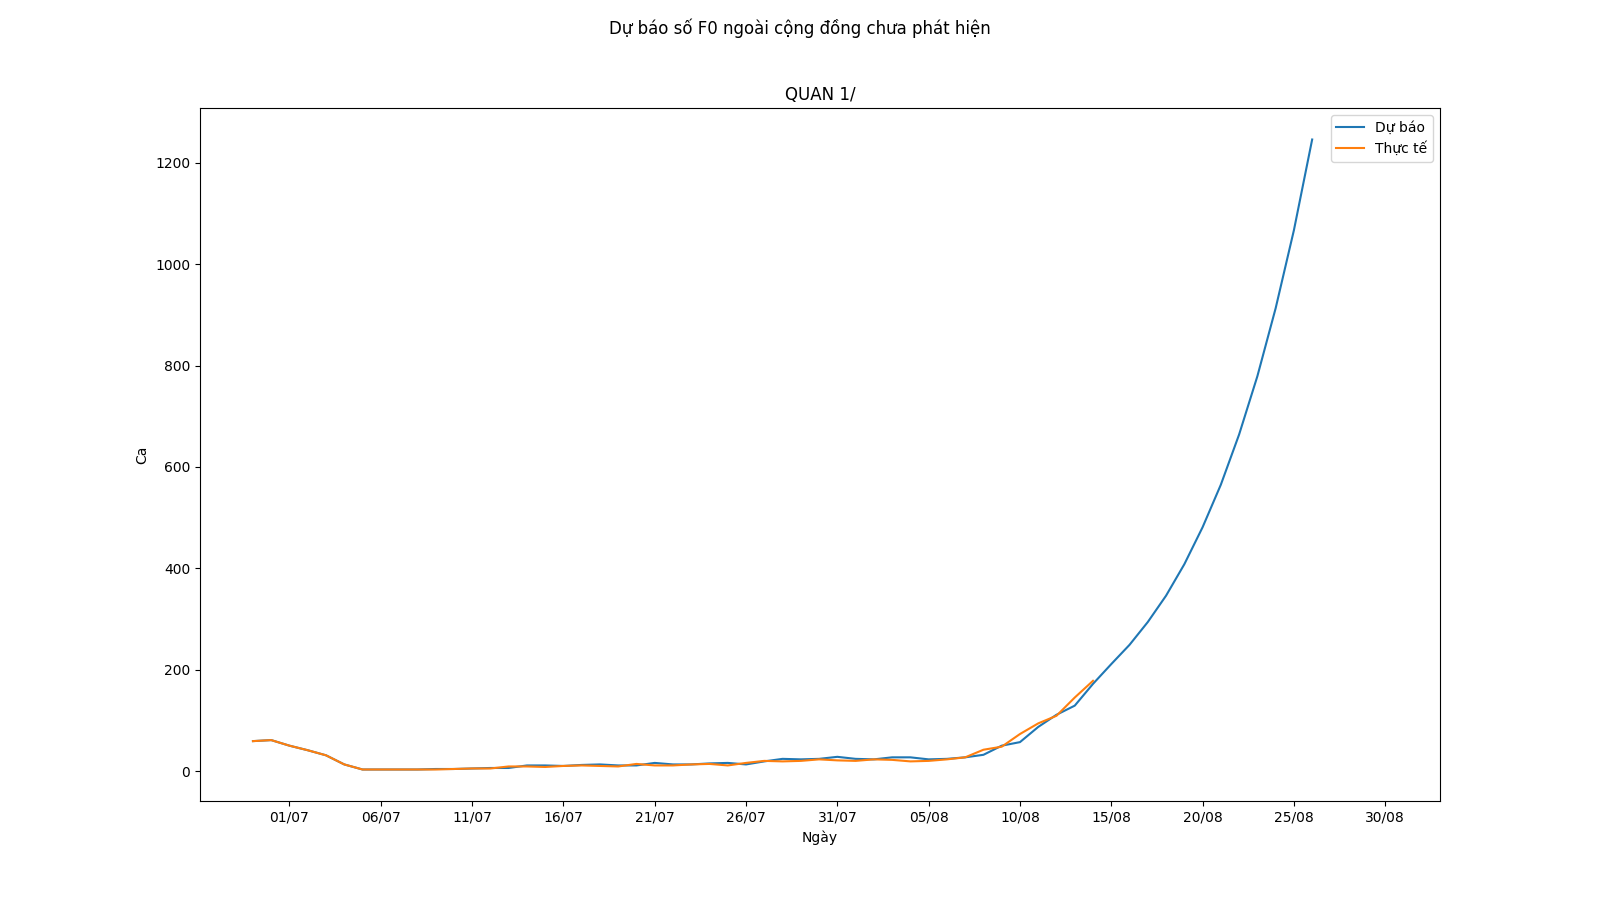 Dự báo số F0 ngoài cộng đồng chưa phát hiện
QUAN 1/
Dự báo
Thực tế
1200
1000
800
600
400
200
0
Ca
01/07 06/07 11/07 16/07 21/07 26/07 31/07 05/08 10/08 15/08 20/08 25/08 30/08
Ngày